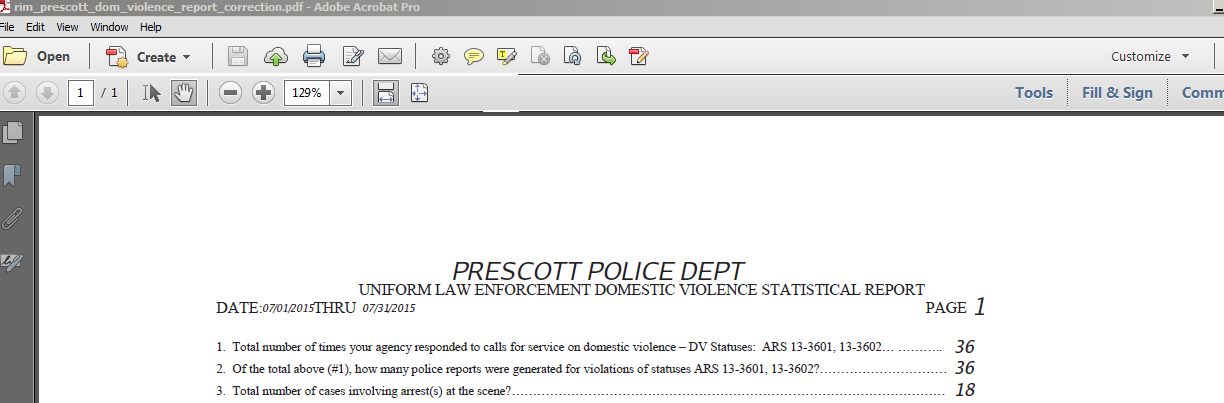 rim_prescott_dom_violence_report_correction.pdf - Adobe Acrobat Pro
File Edit View Window Help
Open Create Customize
1 / 1 129% Tools Fill & Sign Comm
PRESCOTT POLICE DEPT
UNIFORM LAW ENFORCEMENT DOMESTIC VIOLENCE STATISTICAL REPORT
DATE:07/01/2015THRU 07/31/2015 PAGE 1
1. Total number of times your agency responded to calls for service on domestic violence – DV Statuses: ARS 13-3601, 13-3602… ……….. 36
2. Of the total above (#1), how many police reports were generated for violations of statuses ARS 13-3601, 13-3602?………………………… 36
3. Total number of cases involving arrest(s) at the scene?……………………………………………………………………………………… 18